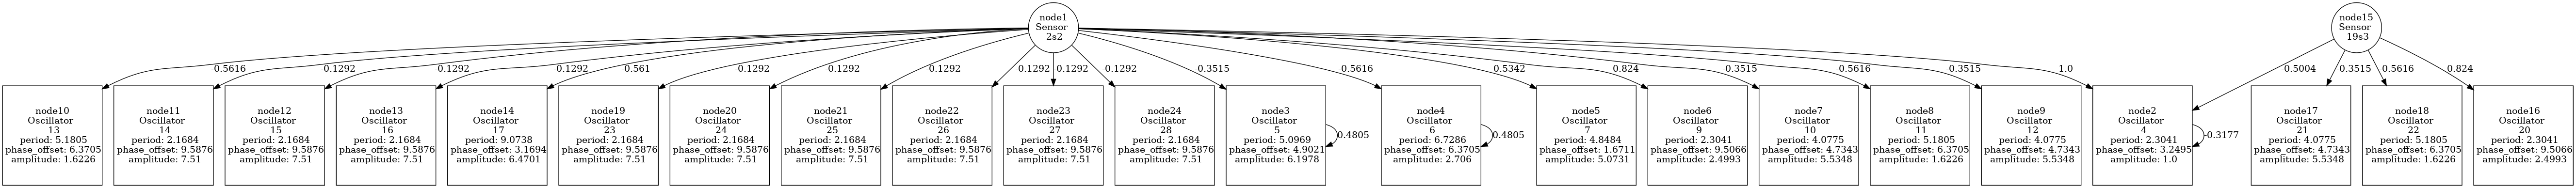 node1
Sensor
2s2
node15
Sensor
19s3
-0.5616
-0.1292
-0.1292
-0.1292
-0.561
-0.1292
-0.1292
-0.1292
-0.1292
-0.1292
-0.1292
-0.3515
-0.5616
0.5342
0.824
-0.3515
-0.5616
-0.3515
1.0
-0.5004
-0.3515
-0.5616
0.824
node10
Oscillator
13
period: 5.1805
phase_offset: 6.3705
amplitude: 1.6226
node11
Oscillator
14
period: 2.1684
phase_offset: 9.5876
amplitude: 7.51
node12
Oscillator
15
period: 2.1684
phase_offset: 9.5876
amplitude: 7.51
node13
Oscillator
16
period: 2.1684
phase_offset: 9.5876
amplitude: 7.51
node14
Oscillator
17
period: 9.0738
phase_offset: 3.1694
amplitude: 6.4701
node19
Oscillator
23
period: 2.1684
phase_offset: 9.5876
amplitude: 7.51
node20
Oscillator
24
period: 2.1684
phase_offset: 9.5876
amplitude: 7.51
node21
Oscillator
25
period: 2.1684
phase_offset: 9.5876
amplitude: 7.51
node22
Oscillator
26
period: 2.1684
phase_offset: 9.5876
amplitude: 7.51
node23
Oscillator
27
period: 2.1684
phase_offset: 9.5876
amplitude: 7.51
node24
Oscillator
28
period: 2.1684
phase_offset: 9.5876
amplitude: 7.51
node3
Oscillator
5
period: 5.0969
phase_offset: 4.9021
amplitude: 6.1978
0.4805
node4
Oscillator
6
period: 6.7286
phase_offset: 6.3705
amplitude: 2.706
0.4805
node5
Oscillator
7
period: 4.8484
phase_offset: 1.6711
amplitude: 5.0731
node6
Oscillator
9
period: 2.3041
phase_offset: 9.5066
amplitude: 2.4993
node7
Oscillator
10
period: 4.0775
phase_offset: 4.7343
amplitude: 5.5348
node8
Oscillator
11
period: 5.1805
phase_offset: 6.3705
amplitude: 1.6226
node9
Oscillator
12
period: 4.0775
phase_offset: 4.7343
amplitude: 5.5348
node2
Oscillator
4
period: 2.3041
phase_offset: 3.2495
amplitude: 1.0
-0.3177
node17
Oscillator
21
period: 4.0775
phase_offset: 4.7343
amplitude: 5.5348
node18
Oscillator
22
period: 5.1805
phase_offset: 6.3705
amplitude: 1.6226
node16
Oscillator
20
period: 2.3041
phase_offset: 9.5066
amplitude: 2.4993